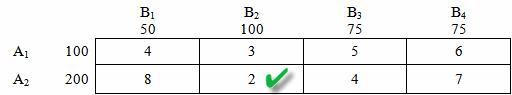 B₁ B₂ B₃ B₄
50 100 75 75
A₁ 100 4 3 5 6
A₂ 200 8 2 4 7